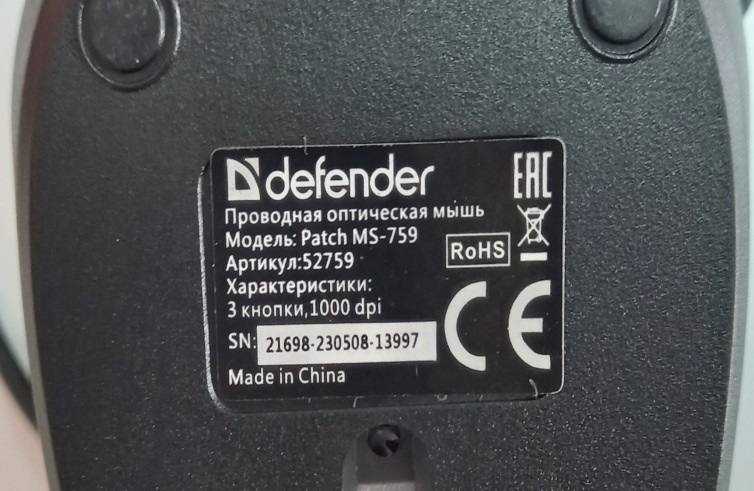 defender
EAC
Проводная оптическая мышь
Модель: Patch MS-759
Артикул:52759
RoHS
Характеристики:
3 кнопки,1000 dpi
CE
SN: 21698-230508-13997
Made in China